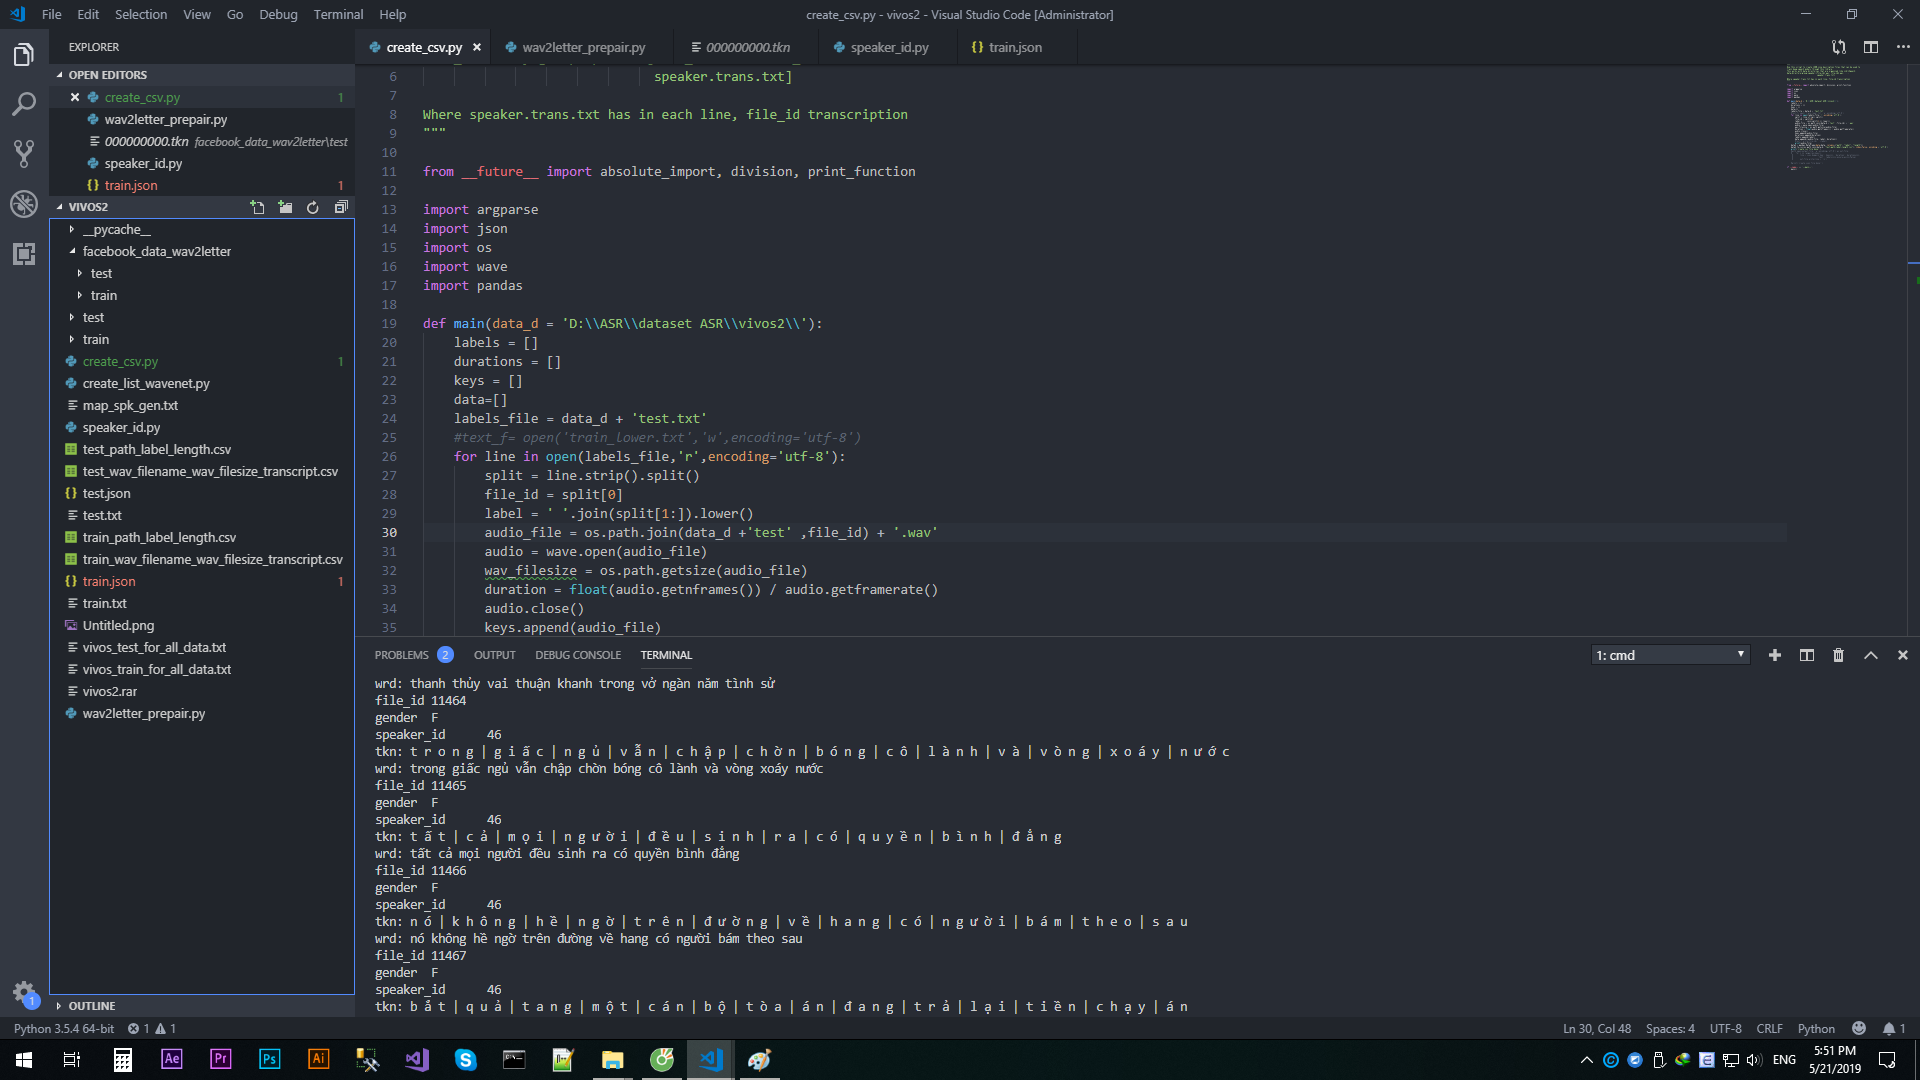 File Edit Selection View Go Debug Terminal Help
create_csv.py - vivos2 - Visual Studio Code [Administrator]
EXPLORER
OPEN EDITORS
create_csv.py 1
wav2letter_prepair.py
000000000.tkn facebook_data_wav2letter\test
speaker_id.py
train.json 1
VIVOS2
__pycache__
facebook_data_wav2letter
test
train
test
train
create_csv.py 1
create_list_wavenet.py
map_spk_gen.txt
speaker_id.py
test_path_label_length.csv
test_wav_filename_wav_filesize_transcript.csv
test.json
test.txt
train_path_label_length.csv
train_wav_filename_wav_filesize_transcript.csv
train.json 1
train.txt
Untitled.png
vivos_test_for_all_data.txt
vivos_train_for_all_data.txt
vivos2.rar
wav2letter_prepair.py
OUTLINE
1
create_csv.py wav2letter_prepair.py 000000000.tkn speaker_id.py train.json
6 speaker.trans.txt]
7
8 Where speaker.trans.txt has in each line, file_id transcription
9 """
10
11 from __future__ import absolute_import, division, print_function
12
13 import argparse
14 import json
15 import os
16 import wave
17 import pandas
18
19 def main(data_d = 'D:\\ASR\\dataset ASR\\vivos2\\'):
20 labels = []
21 durations = []
22 keys = []
23 data=[]
24 labels_file = data_d + 'test.txt'
25 #text_f= open('train_lower.txt','w',encoding='utf-8')
26 for line in open(labels_file,'r',encoding='utf-8'):
27 split = line.strip().split()
28 file_id = split[0]
29 label = ' '.join(split[1:]).lower()
30 audio_file = os.path.join(data_d +'test' ,file_id) + '.wav'
31 audio = wave.open(audio_file)
32 wav_filesize = os.path.getsize(audio_file)
33 duration = float(audio.getnframes()) / audio.getframerate()
34 audio.close()
35 keys.append(audio_file)
PROBLEMS 2 OUTPUT DEBUG CONSOLE TERMINAL 1: cmd
wrd: thanh thủy vai thuận khanh trong vở ngàn năm tình sử
file_id 11464
gender F
speaker_id 46
tkn: t r o n g | g i ấ c | n g ủ | v ẫ n | c h ậ p | c h ờ n | b ó n g | c ô | l à n h | v à | v ò n g | x o á y | n ư ớ c
wrd: trong giấc ngủ vẫn chập chờn bóng cô lành và vòng xoáy nước
file_id 11465
gender F
speaker_id 46
tkn: t ấ t | c ả | m ọ i | n g ư ờ i | đ ề u | s i n h | r a | c ó | q u y ề n | b ì n h | đ ẳ n g
wrd: tất cả mọi người đều sinh ra có quyền bình đẳng
file_id 11466
gender F
speaker_id 46
tkn: n ó | k h ô n g | h ề | n g ờ | t r ê n | đ ư ờ n g | v ề | h a n g | c ó | n g ư ờ i | b á m | t h e o | s a u
wrd: nó không hề ngờ trên đường về hang có người bám theo sau
file_id 11467
gender F
speaker_id 46
tkn: b ắ t | q u ả | t a n g | m ộ t | c á n | b ộ | t ò a | á n | đ a n g | t r ả | l ạ i | t i ề n | c h ạ y | á n
Python 3.5.4 64-bit 1 1 Ln 30, Col 48 Spaces: 4 UTF-8 CRLF Python 1
Ae Pr Ps Ai ENG 5:51 PM
5/21/2019